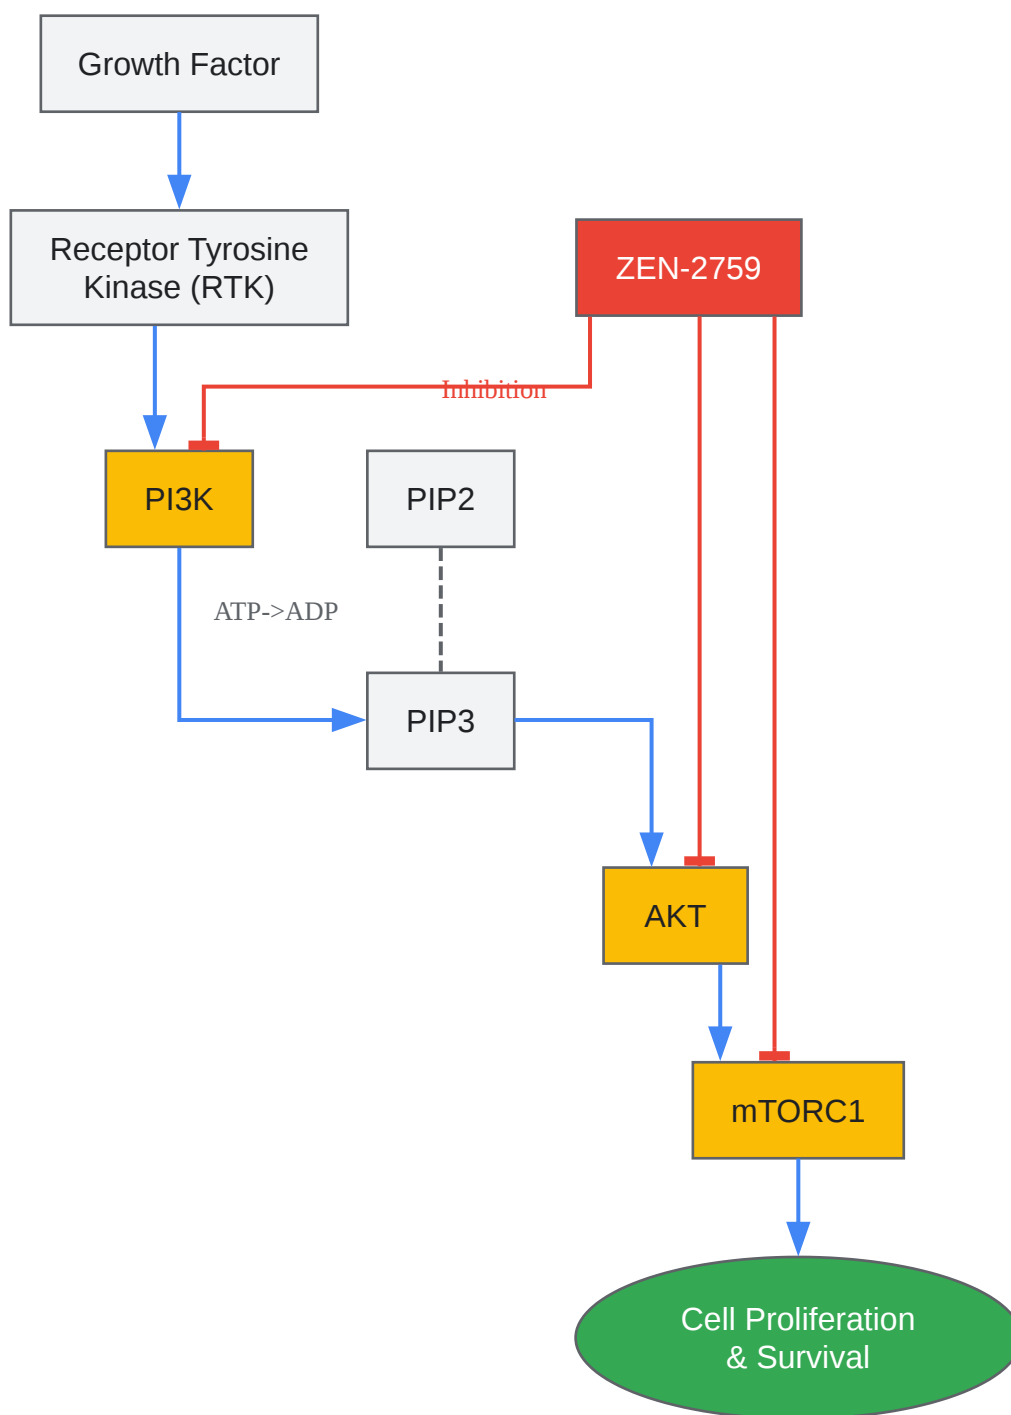 Growth Factor
Receptor Tyrosine
Kinase (RTK)
ZEN-2759
Inhibition
PI3K
PIP2
ATP->ADP
PIP3
AKT
mTORC1
Cell Proliferation
& Survival